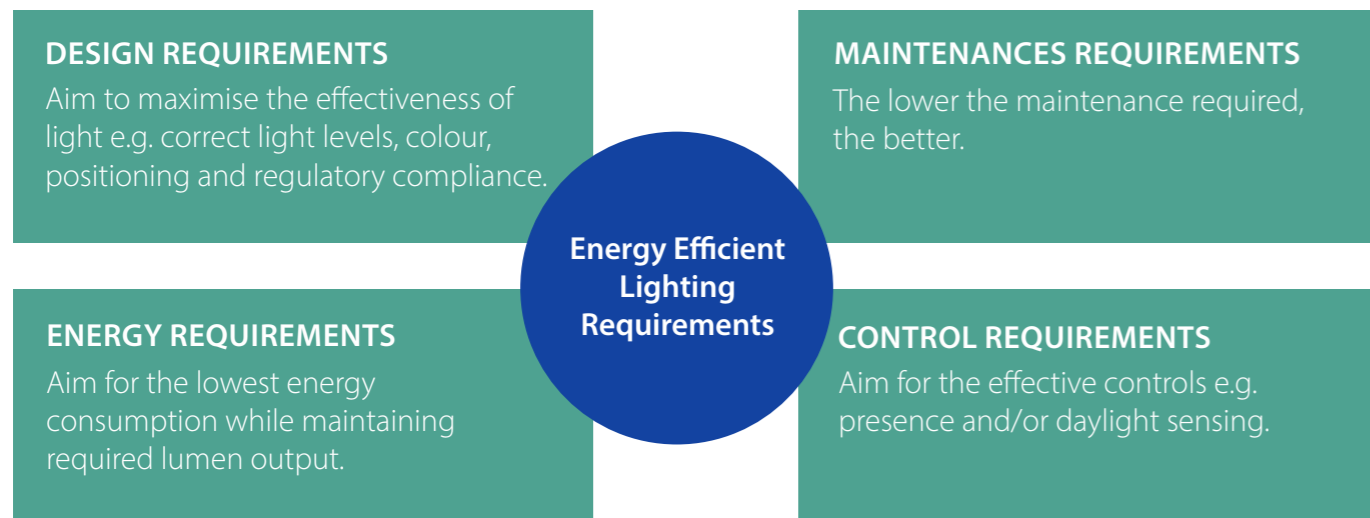 DESIGN REQUIREMENTS
Aim to maximise the effectiveness of
light e.g. correct light levels, colour,
positioning and regulatory compliance.
MAINTENANCES REQUIREMENTS
The lower the maintenance required,
the better.
Energy Efficient
Lighting
Requirements
ENERGY REQUIREMENTS
Aim for the lowest energy
consumption while maintaining
required lumen output.
CONTROL REQUIREMENTS
Aim for the effective controls e.g.
presence and/or daylight sensing.